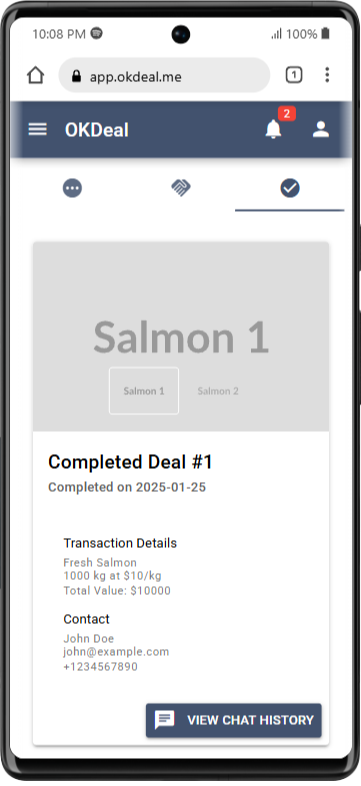 10:08 PM 100%
app.okdeal.me 1
OKDeal 2
Salmon 1
Salmon 1 Salmon 2
Completed Deal #1
Completed on 2025-01-25
Transaction Details
Fresh Salmon
1000 kg at $10/kg
Total Value: $10000
Contact
John Doe
john@example.com
+1234567890
VIEW CHAT HISTORY